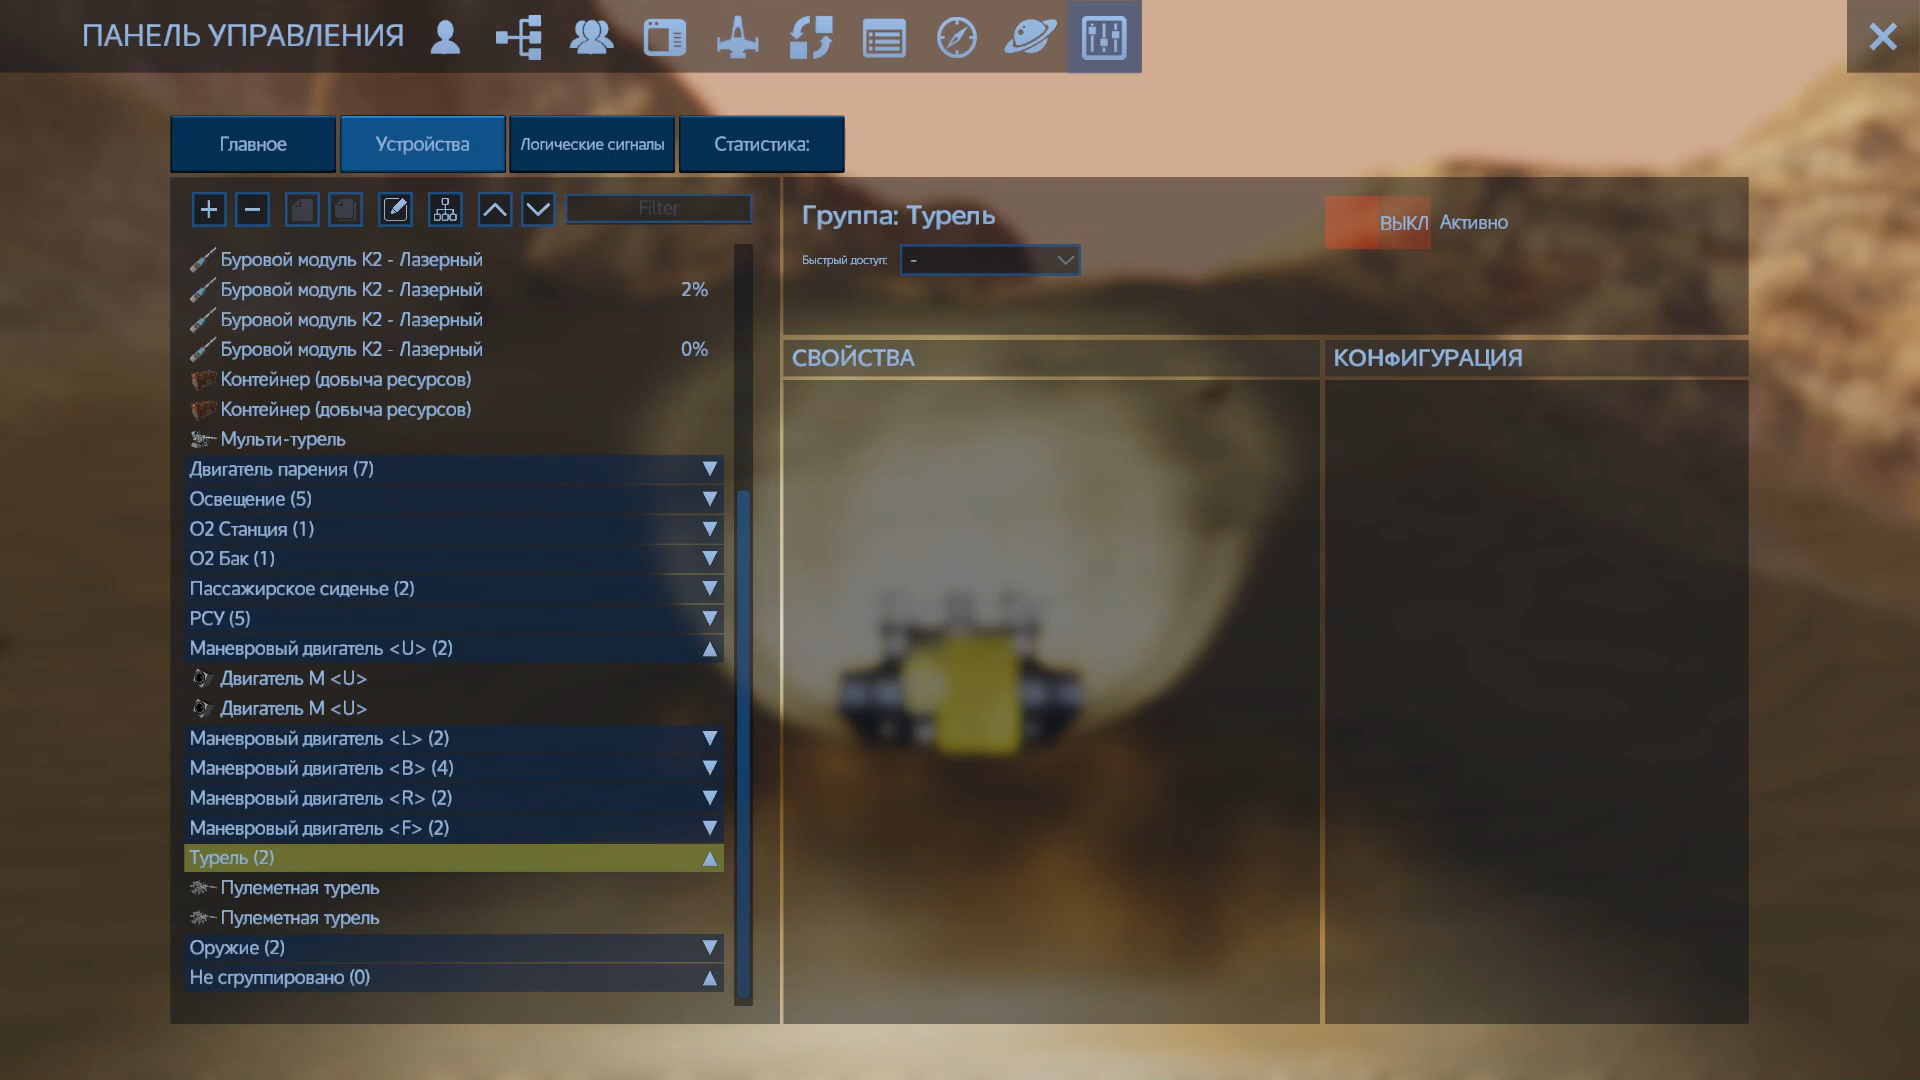 ПАНЕЛЬ УПРАВЛЕНИЯ
Главное
Устройства
Логические сигналы
Статистика:
Filter
Буровой модуль K2 - Лазерный
Буровой модуль K2 - Лазерный 2%
Буровой модуль K2 - Лазерный
Буровой модуль K2 - Лазерный 0%
Контейнер (добыча ресурсов)
Контейнер (добыча ресурсов)
Мульти-турель
Двигатель парения (7)
Освещение (5)
O2 Станция (1)
O2 Бак (1)
Пассажирское сиденье (2)
РСУ (5)
Маневровый двигатель <U> (2)
Двигатель M <U>
Двигатель M <U>
Маневровый двигатель <L> (2)
Маневровый двигатель <B> (4)
Маневровый двигатель <R> (2)
Маневровый двигатель <F> (2)
Турель (2)
Пулеметная турель
Пулеметная турель
Оружие (2)
Не сгруппировано (0)
Группа: Турель
Быстрый доступ: -
ВЫКЛ Активно
СВОЙСТВА
КОНФИГУРАЦИЯ